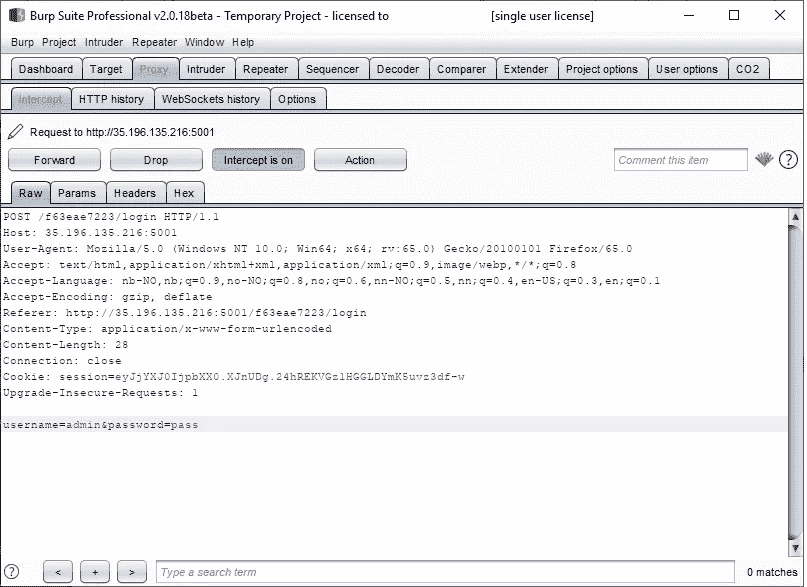 Burp Suite Professional v2.0.18beta - Temporary Project - licensed to [single user license]
Burp Project Intruder Repeater Window Help
Dashboard Target Proxy Intruder Repeater Sequencer Decoder Comparer Extender Project options User options CO2
Intercept HTTP history WebSockets history Options
Request to http://35.196.135.216:5001
Forward Drop Intercept is on Action Comment this item ?
Raw Params Headers Hex
POST /f63eae7223/login HTTP/1.1
Host: 35.196.135.216:5001
User-Agent: Mozilla/5.0 (Windows NT 10.0; Win64; x64; rv:65.0) Gecko/20100101 Firefox/65.0
Accept: text/html,application/xhtml+xml,application/xml;q=0.9,image/webp,*/*;q=0.8
Accept-Language: nb-NO,nb;q=0.9,no-NO;q=0.8,no;q=0.6,nn-NO;q=0.5,nn;q=0.4,en-US;q=0.3,en;q=0.1
Accept-Encoding: gzip, deflate
Referer: http://35.196.135.216:5001/f63eae7223/login
Content-Type: application/x-www-form-urlencoded
Content-Length: 28
Connection: close
Cookie: session=eyJjYXJ0IjpbXX0.XJnUDg.24hREKVGzlHGGLDYmK5uvz3df-w
Upgrade-Insecure-Requests: 1
username=admin&password=pass
? < + > Type a search term 0 matches